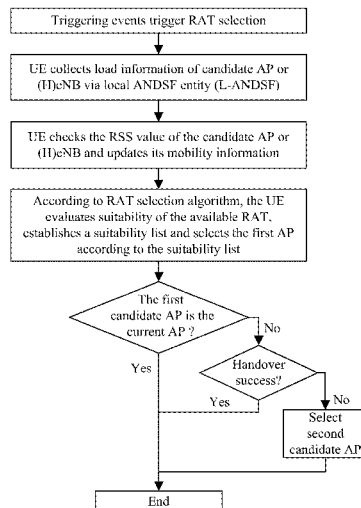 Triggering events trigger RAT selection
UE collects load information of candidate AP or
(H)eNB via local ANDSF entity (L-ANDSF)
UE checks the RSS value of the candidate AP or
(H)eNB and updates its mobility information
According to RAT selection algorithm, the UE
evaluates suitability of the available RAT,
establishes a suitability list and selects the first AP
according to the suitability list
The first
candidate AP is the
current AP ?
No
Yes
Handover
success?
Yes
No
Select
second
candidate AP
End